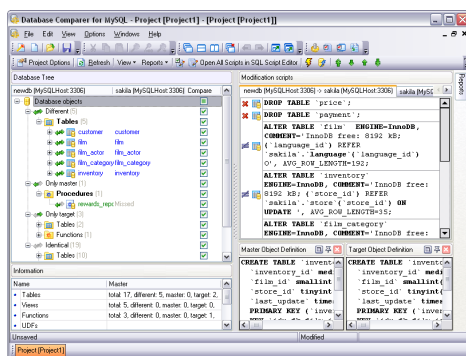 Database Comparer for MySQL - Project [Project1] - [Project [Project1]]
File Edit View Options Windows Help
Project Options Refresh View Reports Open All Scripts in SQL Script Editor
Database Tree
newdb (MySQLHost:3306) sakila (MySQLHost:3306) Compare
Database objects
Different (5)
Tables (5)
customer customer
film film
film_actor film_actor
film_category film_category
inventory inventory
Only master (1)
Procedures (1)
rewards_repo Missed
Only target (3)
Tables (2)
Functions (1)
Identical (19)
Tables (10)
Information
Name Master
Tables total: 17, different: 5, master: 0, target: 2,
Views total: 5, different: 0, master: 0, target: 0,
Functions total: 3, different: 0, master: 0, target: 1,
UDFs
Modification scripts
newdb (MySQLHost:3306) -> sakila (MySQLHost:3306) sakila (MySQ
DROP TABLE `price`;
DROP TABLE `payment`;
ALTER TABLE `film` ENGINE=InnoDB,
COMMENT='InnoDB free: 8192 kB;
(`language_id`) REFER
`sakila`.`language`(`language_id`)
O', AVG_ROW_LENGTH=192;
ALTER TABLE `inventory`
ENGINE=InnoDB, COMMENT='InnoDB free:
8192 kB; (`store_id`) REFER
`sakila`.`store`(`store_id`) ON
UPDATE ', AVG_ROW_LENGTH=35;
ALTER TABLE `film_category`
ENGINE=InnoDB, COMMENT='InnoDB free:
Reports
Master Object Definition
CREATE TABLE `invent
`inventory_id` med
`film_id` smallint
`store_id` tinyint
`last_update` time
PRIMARY KEY (`inve
Target Object Definition
CREATE TABLE `invent
`inventory_id` med
`film_id` smallint
`store_id` tinyint
`last_update` time
PRIMARY KEY (`inve
Unsaved Modified
Project [Project1]